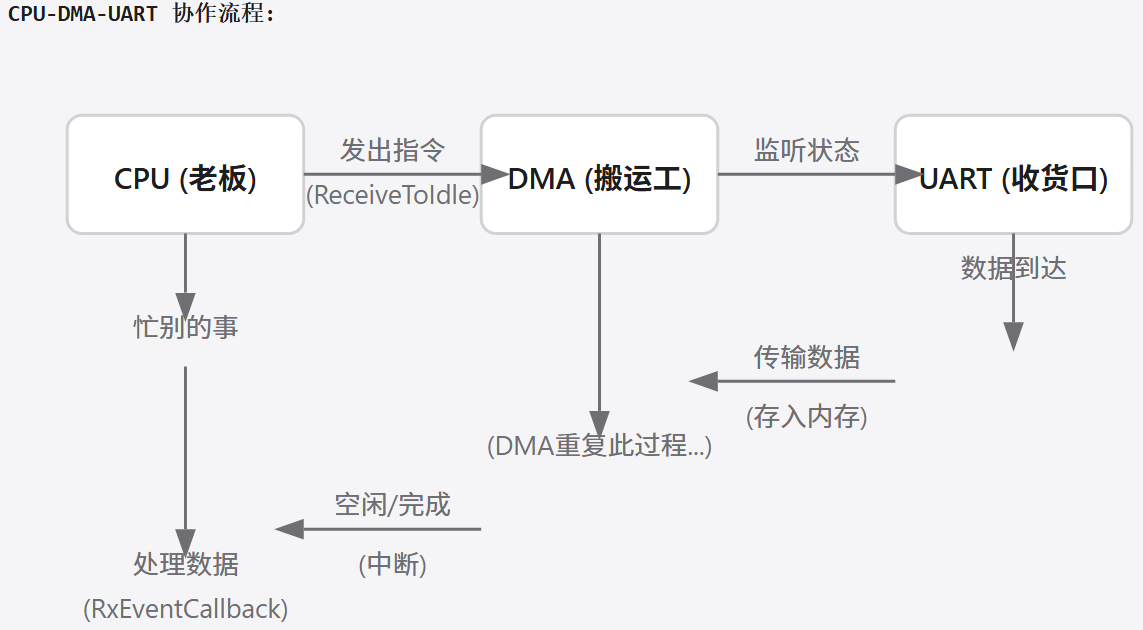 CPU-DMA-UART 协作流程：
CPU (老板)
发出指令
(ReceiveToIdle)
DMA (搬运工)
监听状态
UART (收货口)
数据到达
忙别的事
传输数据
(存入内存)
(DMA重复此过程...)
空闲/完成
(中断)
处理数据
(RxEventCallback)